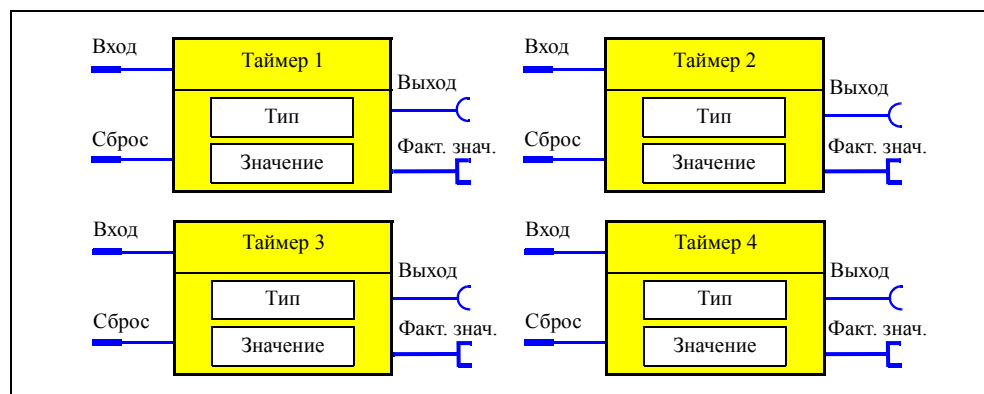 Вход
Таймер 1
Выход
Тип
Сброс
Факт. знач.
Значение
Вход
Таймер 2
Выход
Тип
Сброс
Факт. знач.
Значение
Вход
Таймер 3
Выход
Тип
Сброс
Факт. знач.
Значение
Вход
Таймер 4
Выход
Тип
Сброс
Факт. знач.
Значение